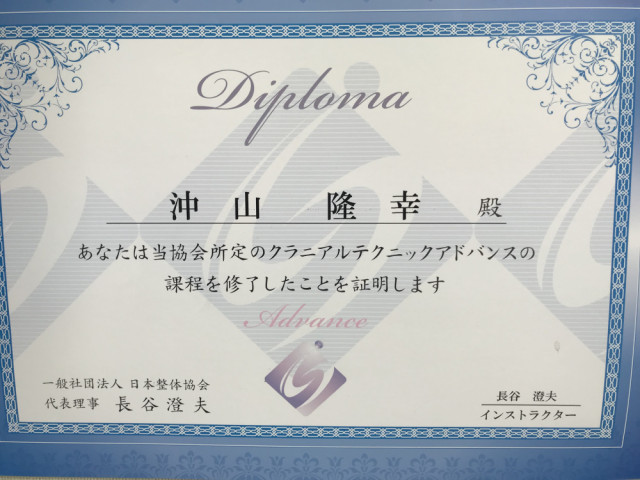 Diploma
沖山 隆幸 殿
あなたは当協会所定のクラニアルテクニックアドバンスの
課程を修了したことを証明します
Advance
一般社団法人 日本整体協会
代表理事 長谷澄夫
長谷 澄夫
インストラクター